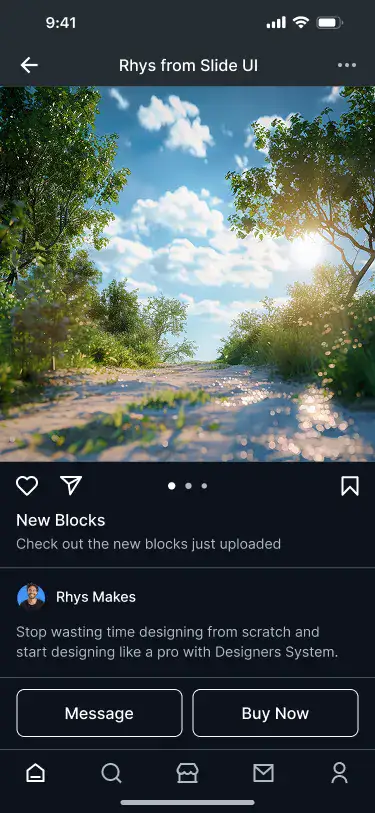 9:41
Rhys from Slide UI
New Blocks
Check out the new blocks just uploaded
Rhys Makes
Stop wasting time designing from scratch and
start designing like a pro with Designers System.
Message
Buy Now